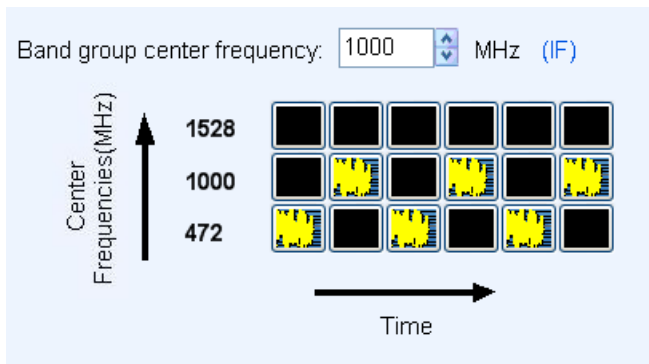 Band group center frequency: 1000 MHz (IF)
Center
Frequencies(MHz)
1528
1000
472
Time